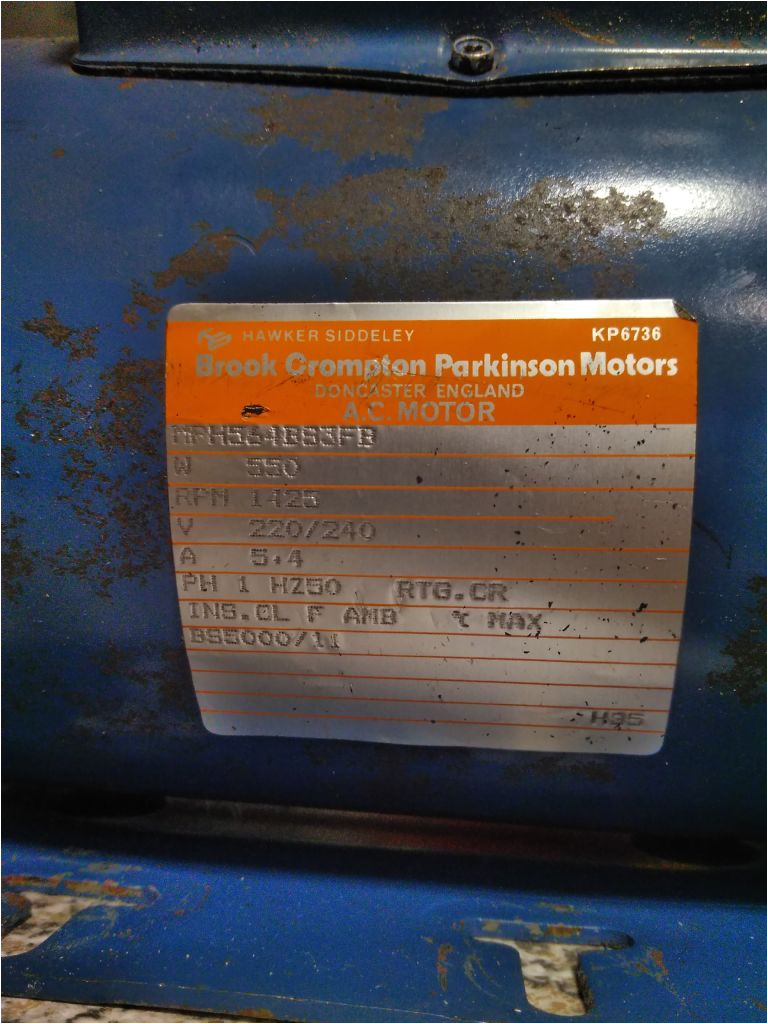 HAWKER SIDDELEY KP6736
Brook Crompton Parkinson Motors
DONCASTER ENGLAND
A.C. MOTOR
W 550
RPM 1425
V 220/240
A 5.4
PH 1 HZ50 RTG.CR
INS.CL F AMB °C MAX
BS5000/11
H35